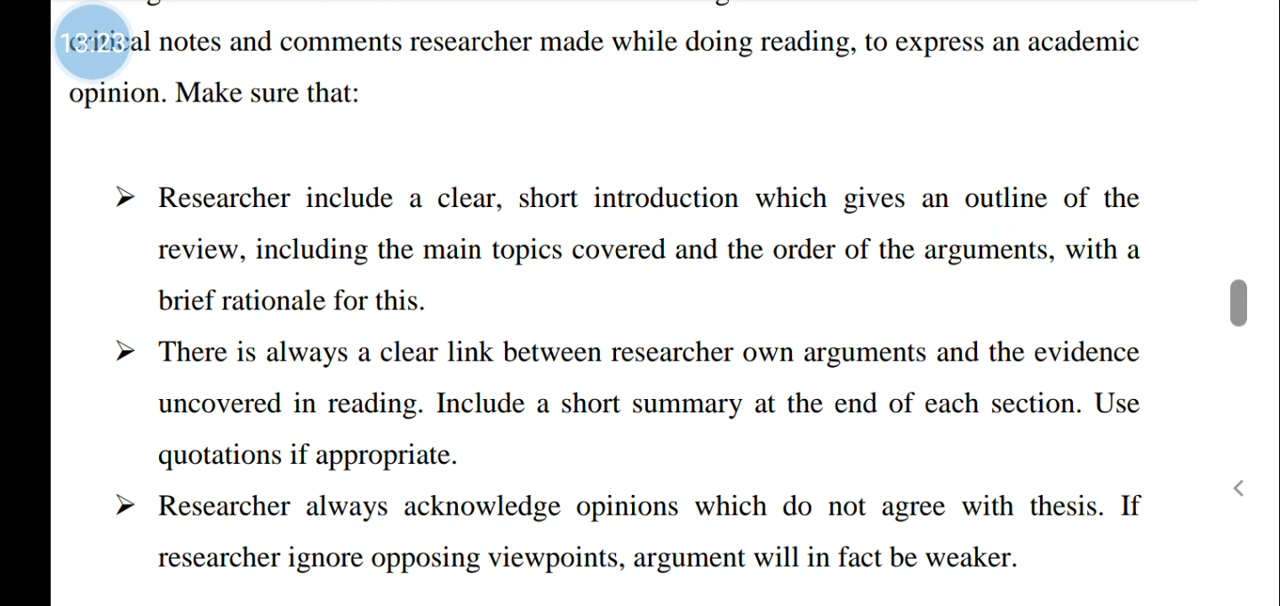 critical notes and comments researcher made while doing reading, to express an academic
opinion. Make sure that:
➢ Researcher include a clear, short introduction which gives an outline of the
review, including the main topics covered and the order of the arguments, with a
brief rationale for this.
➢ There is always a clear link between researcher own arguments and the evidence
uncovered in reading. Include a short summary at the end of each section. Use
quotations if appropriate.
➢ Researcher always acknowledge opinions which do not agree with thesis. If
researcher ignore opposing viewpoints, argument will in fact be weaker.